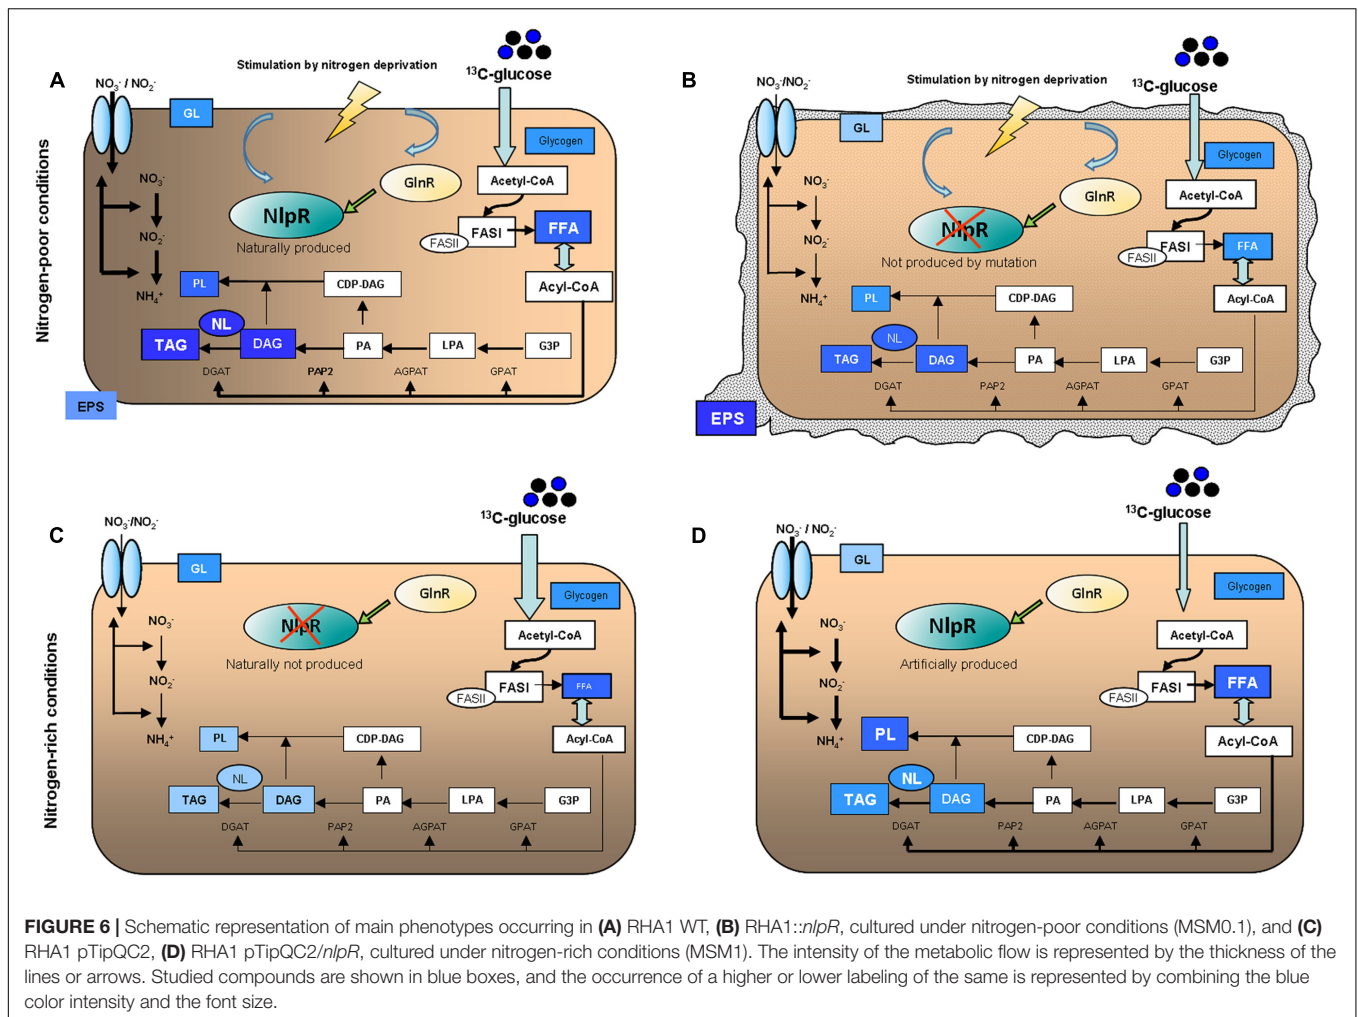 A
NO3- / NO2-
GL
Stimulation by nitrogen deprivation
13C-glucose
Glycogen
NO3-
NO2-
NH4+
NlpR
Naturally produced
GlnR
Acetyl-CoA
FASI
FASII
FFA
Acyl-CoA
PL
CDP-DAG
NL
TAG
DAG
PA
LPA
G3P
DGAT
PAP2
AGPAT
GPAT
EPS
Nitrogen-poor conditions
B
NO3-/NO2-
GL
Stimulation by nitrogen deprivation
13C-glucose
Glycogen
NO3-
NO2-
NH4+
NlpR
Not produced by mutation
GlnR
Acetyl-CoA
FASI
FASII
FFA
Acyl-CoA
PL
CDP-DAG
NL
TAG
DAG
PA
LPA
G3P
DGAT
PAP2
AGPAT
GPAT
EPS
C
NO3-/NO2-
GL
13C-glucose
Glycogen
NO3-
NO2-
NH4+
NlpR
Naturally not produced
GlnR
Acetyl-CoA
FASI
FASII
FFA
Acyl-CoA
PL
CDP-DAG
NL
TAG
DAG
PA
LPA
G3P
DGAT
PAP2
AGPAT
GPAT
Nitrogen-rich conditions
D
NO3- / NO2-
GL
13C-glucose
Glycogen
NO3-
NO2-
NH4+
NlpR
Artificially produced
GlnR
Acetyl-CoA
FASI
FASII
FFA
Acyl-CoA
PL
CDP-DAG
NL
TAG
DAG
PA
LPA
G3P
DGAT
PAP2
AGPAT
GPAT
FIGURE 6 | Schematic representation of main phenotypes occurring in (A) RHA1 WT, (B) RHA1::nlpR, cultured under nitrogen-poor conditions (MSM0.1), and (C)
RHA1 pTipQC2, (D) RHA1 pTipQC2/nlpR, cultured under nitrogen-rich conditions (MSM1). The intensity of the metabolic flow is represented by the thickness of the
lines or arrows. Studied compounds are shown in blue boxes, and the occurrence of a higher or lower labeling of the same is represented by combining the blue
color intensity and the font size.